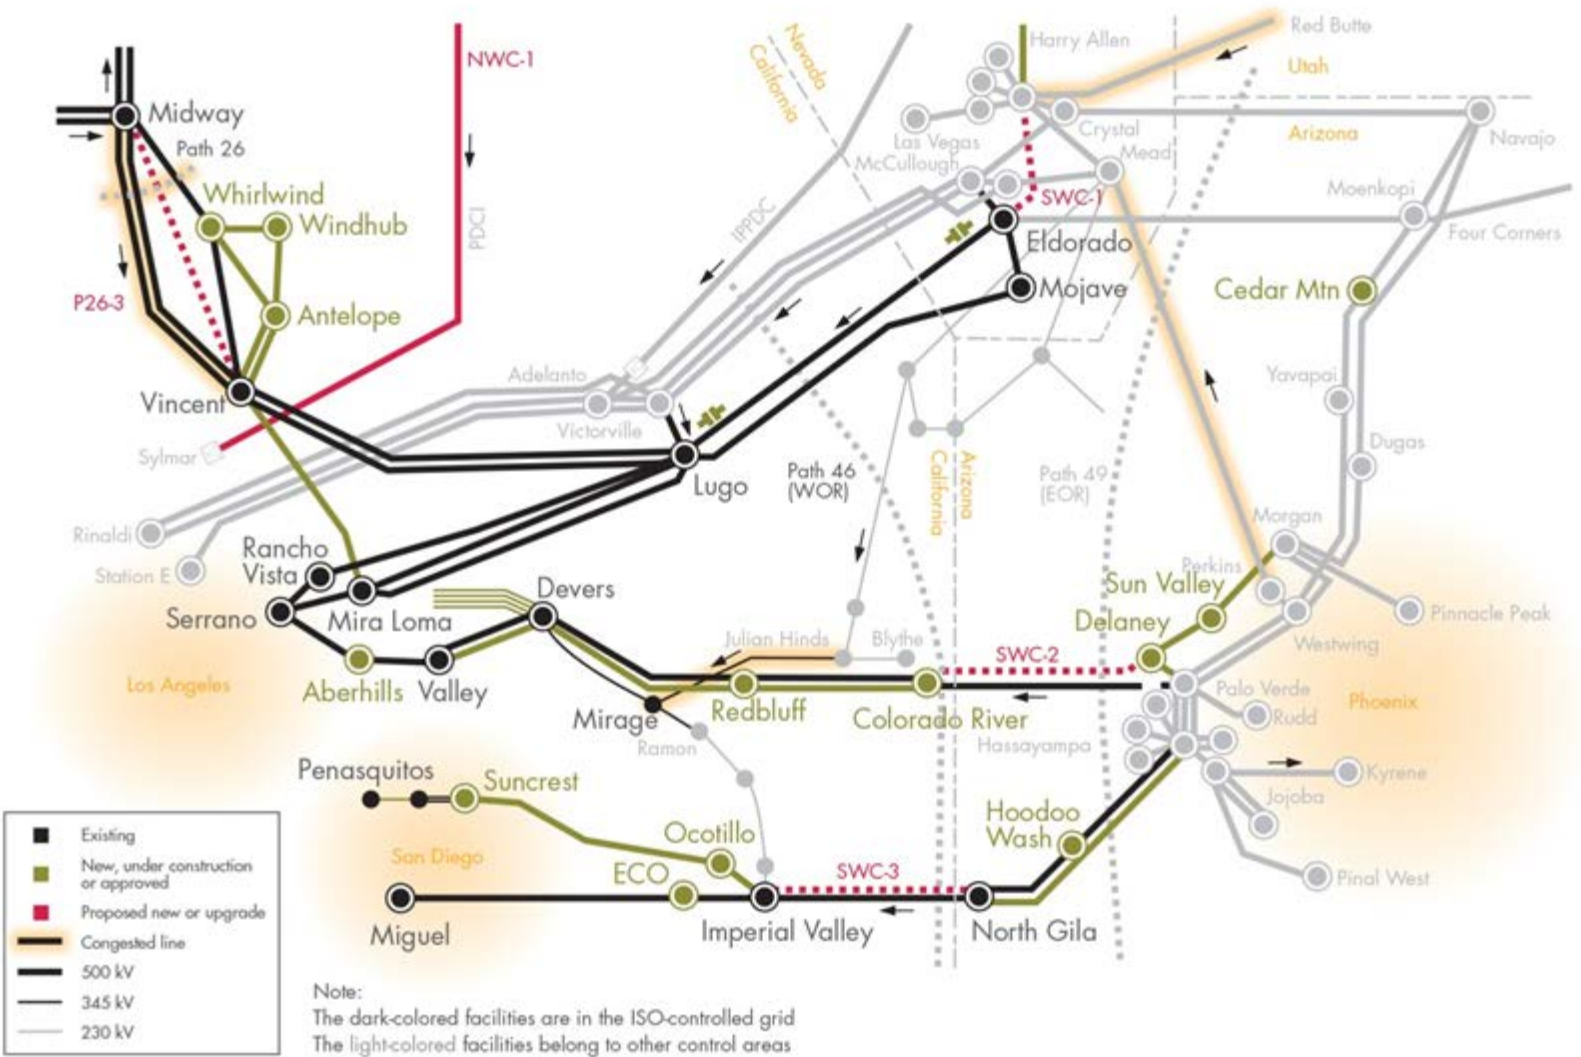 Red Butte
Nevada
California
Harry Allen
NWC-1
Utah
Midway
Path 26
Las Vegas
Crystal
Arizona
Navajo
McCullough
Mead
Whirlwind
Moenkopi
SWC-1
PDCI
IPPDC
Windhub
Eldorado
Four Corners
P26-3
Mojave
Cedar Mtn
Antelope
Adelanto
Yavapai
Vincent
Victorville
Dugas
Sylmar
Path 46
(WOR)
Arizona
California
Path 49
(EOR)
Lugo
Morgan
Rinaldi
Rancho
Vista
Station E
Devers
Perkins
Sun Valley
Serrano
Mira Loma
Delaney
Pinnacle Peak
Julian Hinds
Blythe
Westwing
SWC-2
Los Angeles
Aberhills
Valley
Palo Verde
Phoenix
Mirage
Redbluff
Colorado River
Rudd
Ramon
Hassayampa
Penasquitos
Suncrest
Kyrene
Jojoba
Hoodoo
Wash
Ocotillo
San Diego
ECO
SWC-3
Pinal West
Miguel
Imperial Valley
North Gila
Existing
New, under construction
or approved
Proposed new or upgrade
Congested line
500 kV
345 kV
230 kV
Note:
The dark-colored facilities are in the ISO-controlled grid
The light-colored facilities belong to other control areas